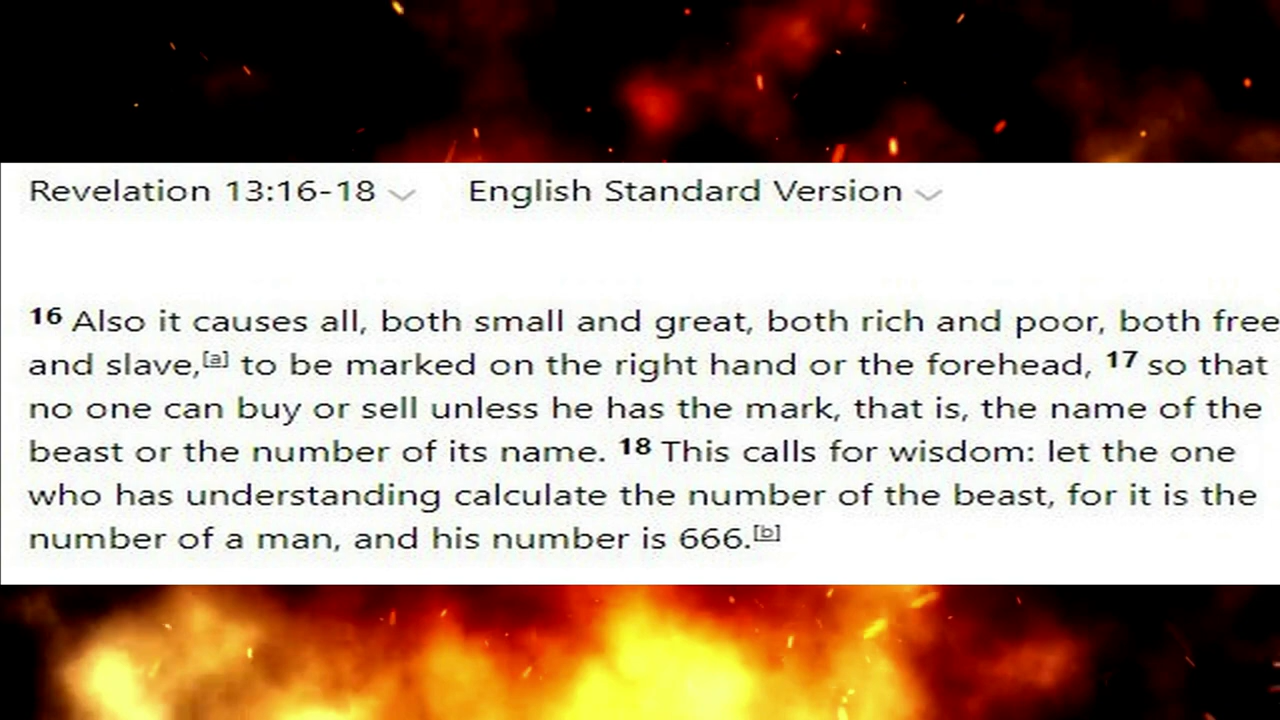 Revelation 13:16-18 English Standard Version
16 Also it causes all, both small and great, both rich and poor, both free
and slave,[a] to be marked on the right hand or the forehead, 17 so that
no one can buy or sell unless he has the mark, that is, the name of the
beast or the number of its name. 18 This calls for wisdom: let the one
who has understanding calculate the number of the beast, for it is the
number of a man, and his number is 666.[b]